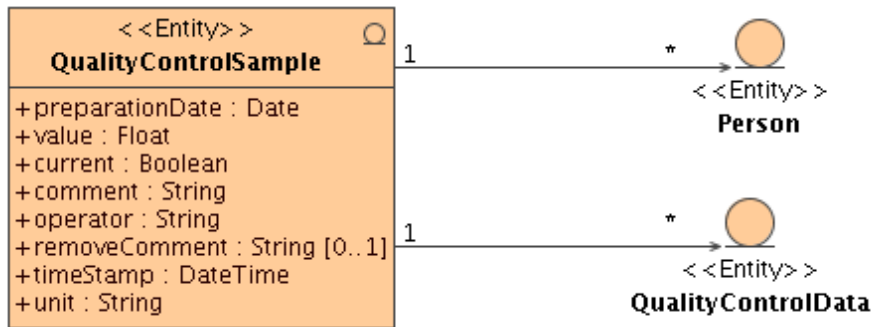 < <Entity> >
QualityControlSample
+preparationDate : Date
+value : Float
+current : Boolean
+comment : String
+operator : String
+removeComment : String [0..1]
+timeStamp : DateTime
+unit : String
1
*
< <Entity> >
Person
1
*
< <Entity> >
QualityControlData